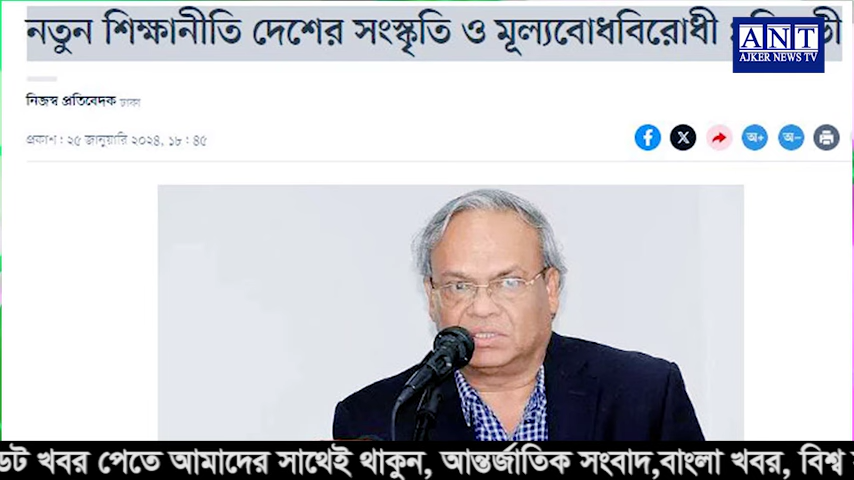 নতুন শিক্ষানীতি দেশের সংস্কৃতি ও মূল্যবোধবিরোধী
ANT
AJKER NEWS TV
নিজস্ব প্রতিবেদক ঢাকা
প্রকাশ: ২৫ জানুয়ারি ২০২৪, ১৮: ৪৫
অ+ অ−
খবর পেতে আমাদের সাথেই থাকুন, আন্তর্জাতিক সংবাদ,বাংলা খবর, বিশ্ব